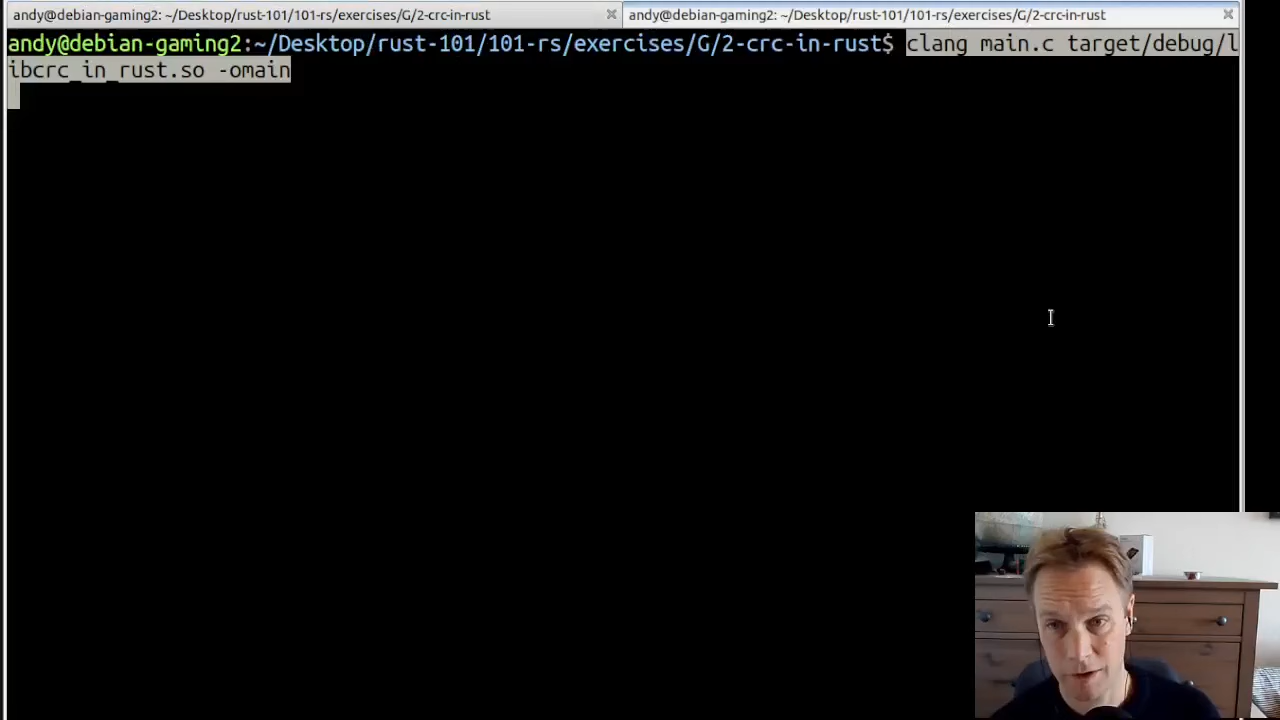 andy@debian-gaming2: ~/Desktop/rust-101/101-rs/exercises/G/2-crc-in-rust
andy@debian-gaming2: ~/Desktop/rust-101/101-rs/exercises/G/2-crc-in-rust
andy@debian-gaming2:~/Desktop/rust-101/101-rs/exercises/G/2-crc-in-rust$ clang main.c target/debug/l
ibcrc_in_rust.so -omain